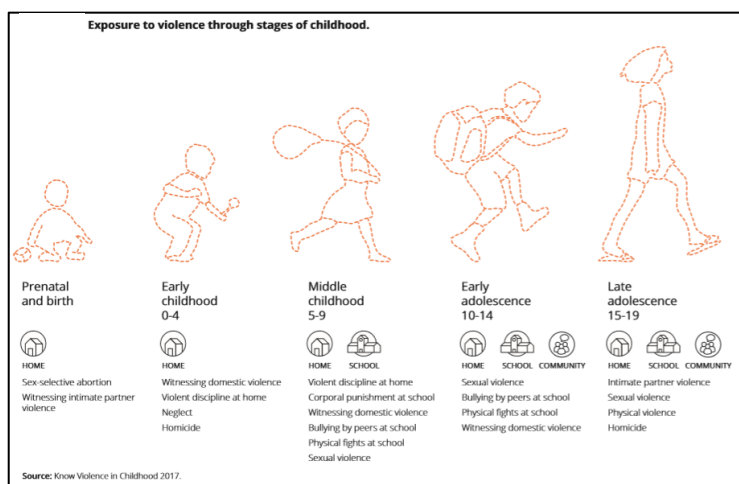 Exposure to violence through stages of childhood.
Prenatal
and birth
HOME
Sex-selective abortion
Witnessing intimate partner
violence
Early
childhood
0-4
HOME
Witnessing domestic violence
Violent discipline at home
Neglect
Homicide
Middle
childhood
5-9
HOME SCHOOL
Violent discipline at home
Corporal punishment at school
Witnessing domestic violence
Bullying by peers at school
Physical fights at school
Sexual violence
Early
adolescence
10-14
HOME SCHOOL COMMUNITY
Sexual violence
Bullying by peers at school
Physical fights at school
Witnessing domestic violence
Late
adolescence
15-19
HOME SCHOOL COMMUNITY
Intimate partner violence
Sexual violence
Physical violence
Homicide
Source: Know Violence in Childhood 2017.